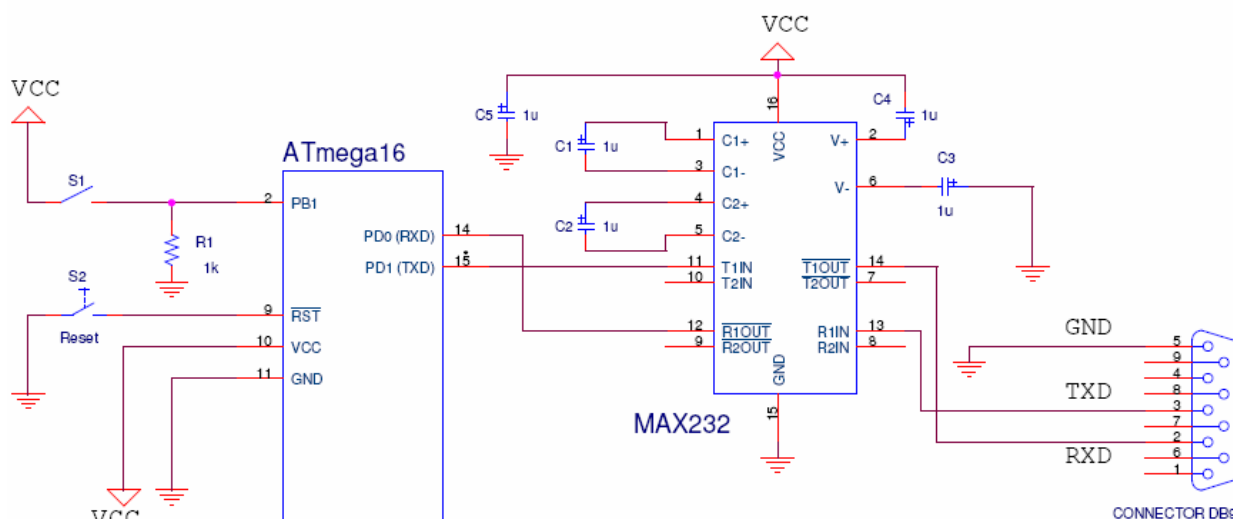 VCC
VCC
C5
1u
C4
1u
16
VCC
ATmega16
C1
1u
1
C1+
3
C1-
V+
2
C3
1u
V-
6
S1
2
PB1
4
C2+
C2
1u
5
C2-
R1
1k
PD0 (RXD)
14
PD1 (TXD)
15
11
T1IN
10
T2IN
T1OUT
14
T2OUT
7
S2
Reset
9
RST
12
R1OUT
9
R2OUT
R1IN
13
R2IN
8
10
VCC
11
GND
GND
15
MAX232
GND
TXD
RXD
5
9
4
8
3
7
2
6
1
VCC
CONNECTOR DB9